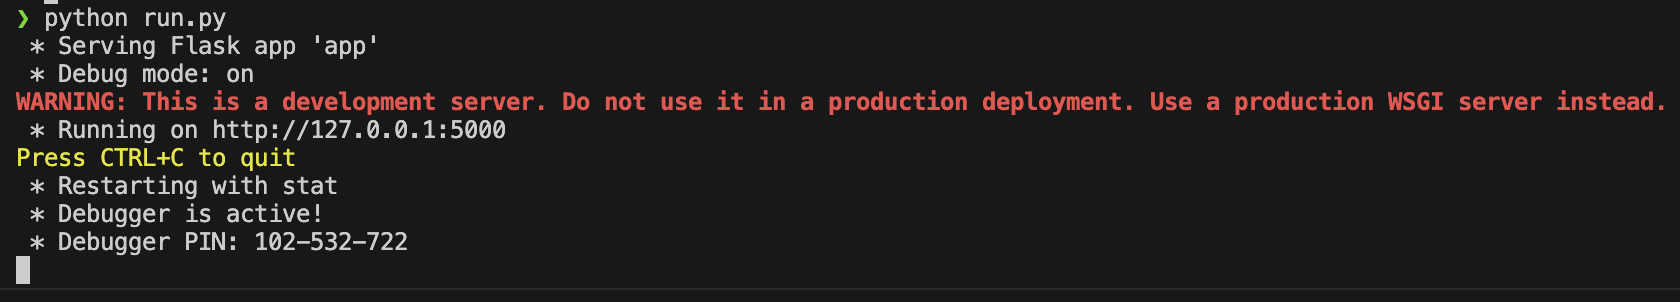 ❯ python run.py
 * Serving Flask app 'app'
 * Debug mode: on
WARNING: This is a development server. Do not use it in a production deployment. Use a production WSGI server instead.
 * Running on http://127.0.0.1:5000
Press CTRL+C to quit
 * Restarting with stat
 * Debugger is active!
 * Debugger PIN: 102-532-722